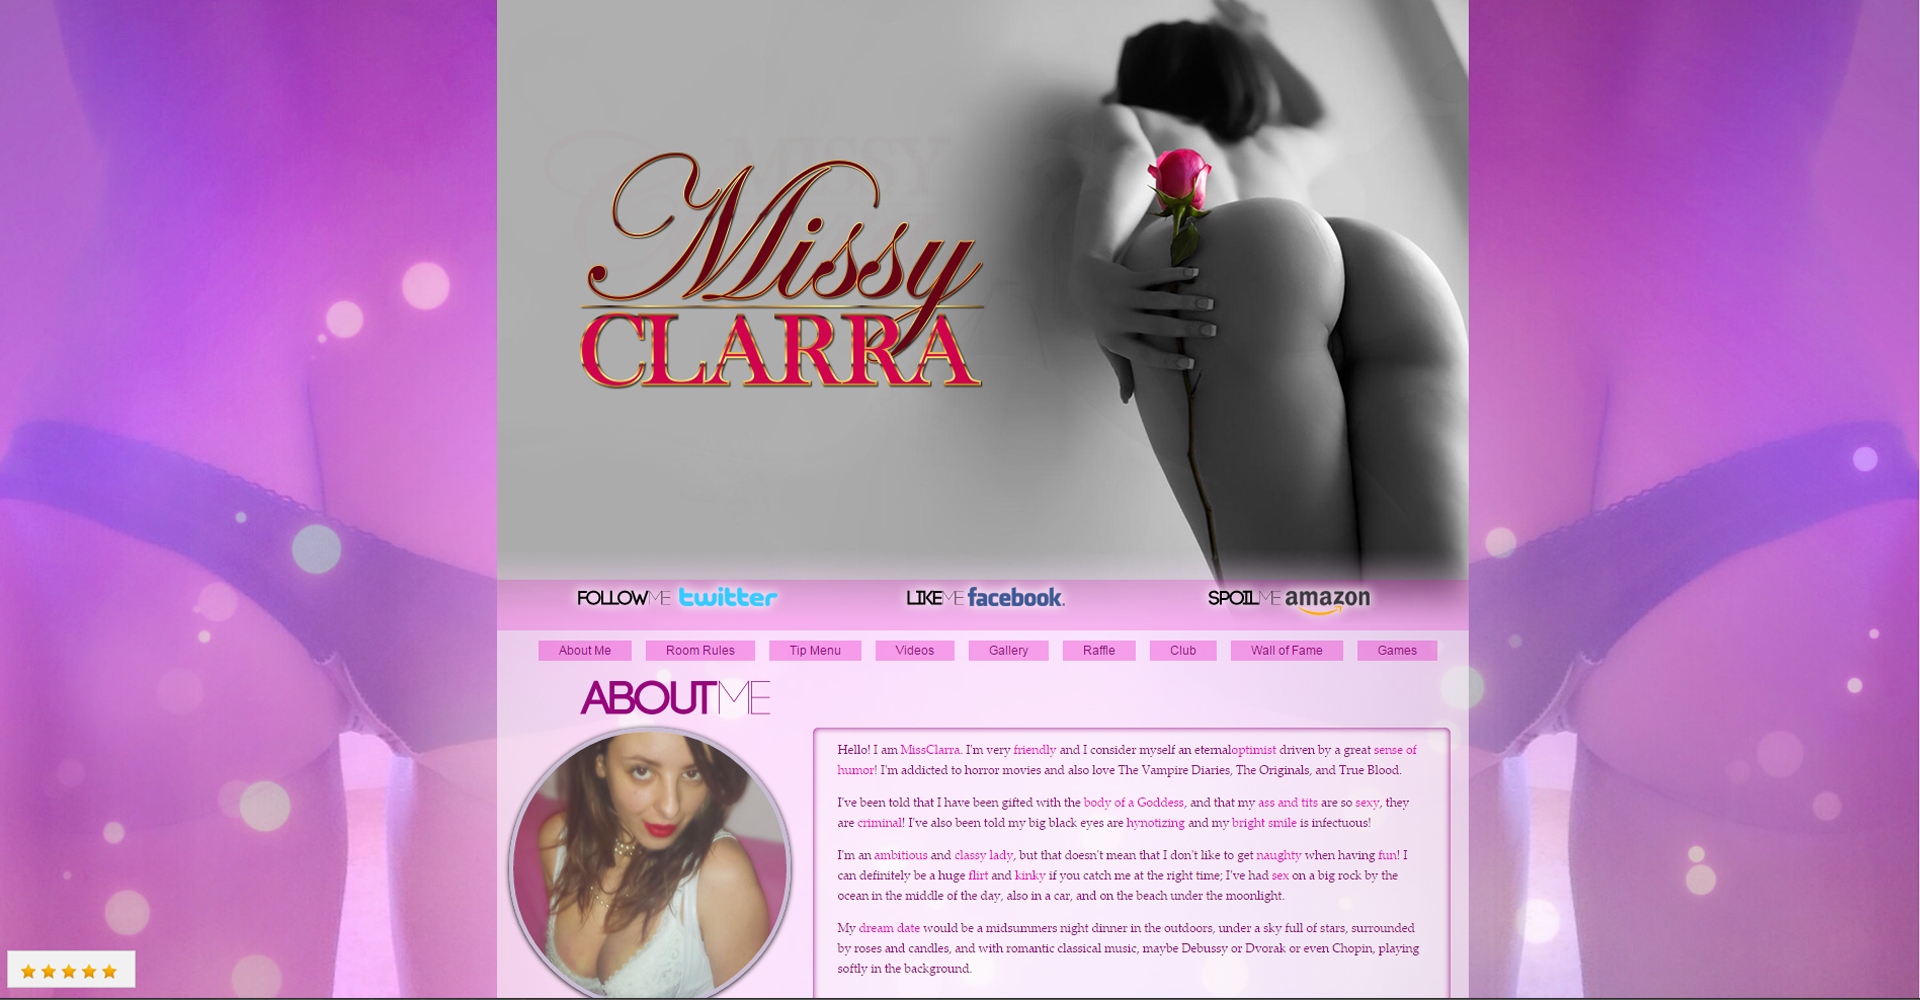 Missy
CLARRA
FOLLOWME twitter
LIKEME facebook.
SPOILME amazon
About Me
Room Rules
Tip Menu
Videos
Gallery
Raffle
Club
Wall of Fame
Games
ABOUTME
Hello! I am MissClarra. I'm very friendly and I consider myself an eternaloptimist driven by a great sense of
humor! I'm addicted to horror movies and also love The Vampire Diaries, The Originals, and True Blood.
I've been told that I have been gifted with the body of a Goddess, and that my ass and tits are so sexy, they
are criminal! I've also been told my big black eyes are hynotizing and my bright smile is infectuous!
I'm an ambitious and classy lady, but that doesn't mean that I don't like to get naughty when having fun! I
can definitely be a huge flirt and kinky if you catch me at the right time; I've had sex on a big rock by the
ocean in the middle of the day, also in a car, and on the beach under the moonlight.
My dream date would be a midsummers night dinner in the outdoors, under a sky full of stars, surrounded
by roses and candles, and with romantic classical music, maybe Debussy or Dvorak or even Chopin, playing
softly in the background.